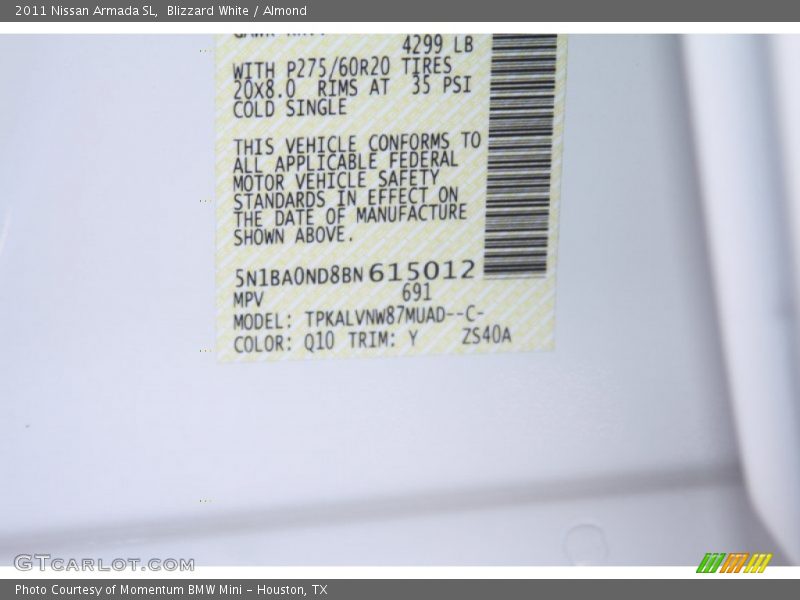 2011 Nissan Armada SL,  Blizzard White / Almond
4299 LB
WITH P275/60R20 TIRES
20X8.0 RIMS AT 35 PSI
COLD SINGLE
THIS VEHICLE CONFORMS TO
ALL APPLICABLE FEDERAL
MOTOR VEHICLE SAFETY
STANDARDS IN EFFECT ON
THE DATE OF MANUFACTURE
SHOWN ABOVE.
5N1BA0ND8BN615012
MPV 691
MODEL: TPKALVNW87MUAD--C-
COLOR: Q10 TRIM: Y ZS40A
GTCARLOT.COM
Photo Courtesy of Momentum BMW Mini - Houston, TX